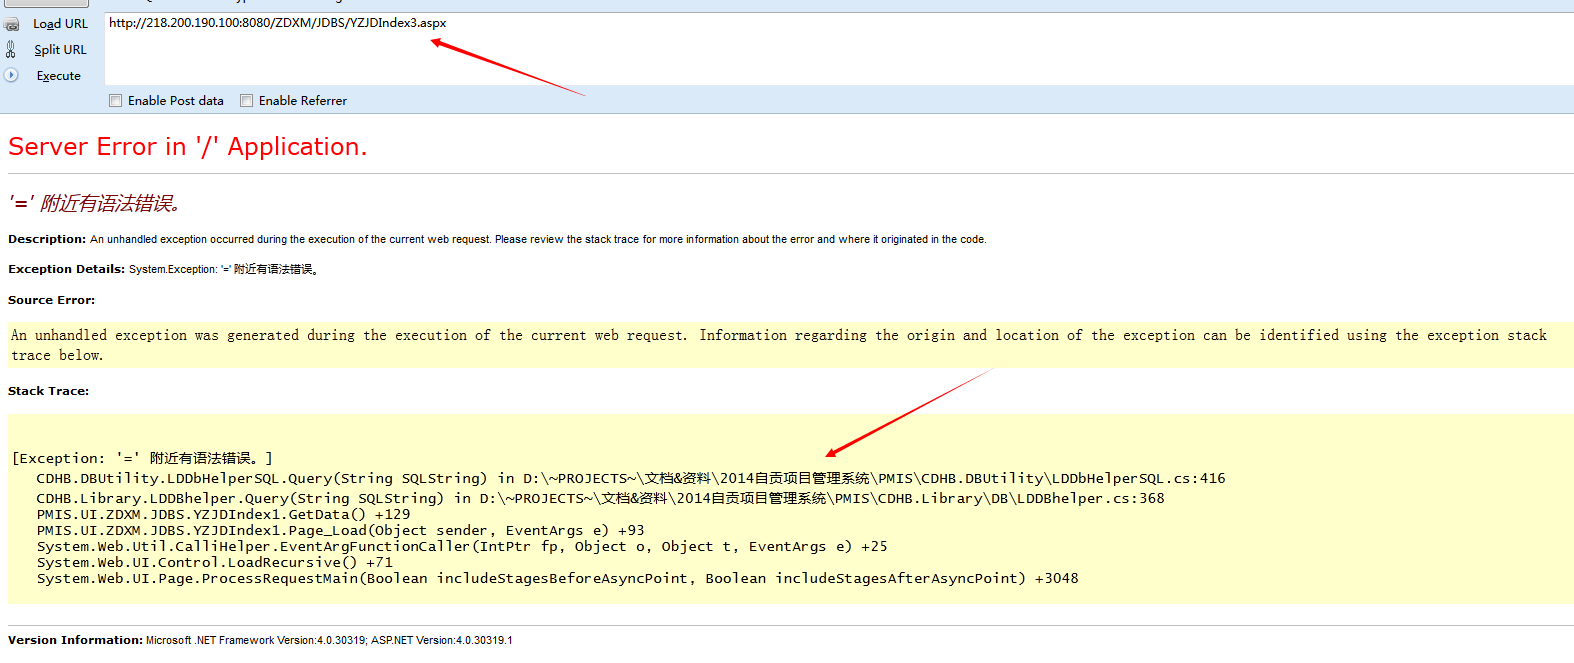 Load URL
http://218.200.190.100:8080/ZDXM/JDBS/YZJDIndex3.aspx
Split URL
Execute
Enable Post data
Enable Referrer
Server Error in '/' Application.
'=' 附近有语法错误。
Description: An unhandled exception occurred during the execution of the current web request. Please review the stack trace for more information about the error and where it originated in the code.
Exception Details: System.Exception: '=' 附近有语法错误。
Source Error:
An unhandled exception was generated during the execution of the current web request. Information regarding the origin and location of the exception can be identified using the exception stack
trace below.
Stack Trace:
[Exception: '=' 附近有语法错误。]
CDHB.DBUtility.LDDbHelperSQL.Query(String SQLString) in D:\~PROJECTS~\文档&资料\2014自贡项目管理系统\PMIS\CDHB.DBUtility\LDDbHelperSQL.cs:416
CDHB.Library.LDDBhelper.Query(String SQLString) in D:\~PROJECTS~\文档&资料\2014自贡项目管理系统\PMIS\CDHB.Library\DB\LDDBhelper.cs:368
PMIS.UI.ZDXM.JDBS.YZJDIndex1.GetData() +129
PMIS.UI.ZDXM.JDBS.YZJDIndex1.Page_Load(Object sender, EventArgs e) +93
System.Web.Util.CalliHelper.EventArgFunctionCaller(IntPtr fp, Object o, Object t, EventArgs e) +25
System.Web.UI.Control.LoadRecursive() +71
System.Web.UI.Page.ProcessRequestMain(Boolean includeStagesBeforeAsyncPoint, Boolean includeStagesAfterAsyncPoint) +3048
Version Information: Microsoft .NET Framework Version:4.0.30319; ASP.NET Version:4.0.30319.1